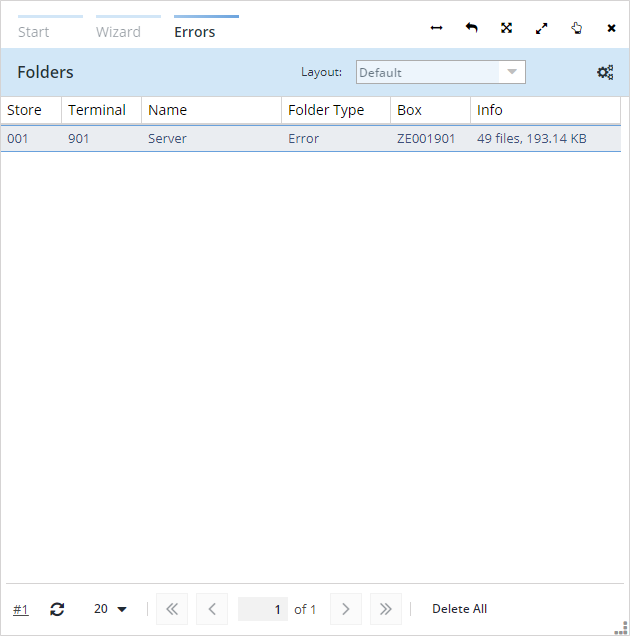 Start Wizard Errors
Folders Layout: Default
Store Terminal Name Folder Type Box Info
001 901 Server Error ZE001901 49 files, 193.14 KB
#1 20 1 of 1 Delete All